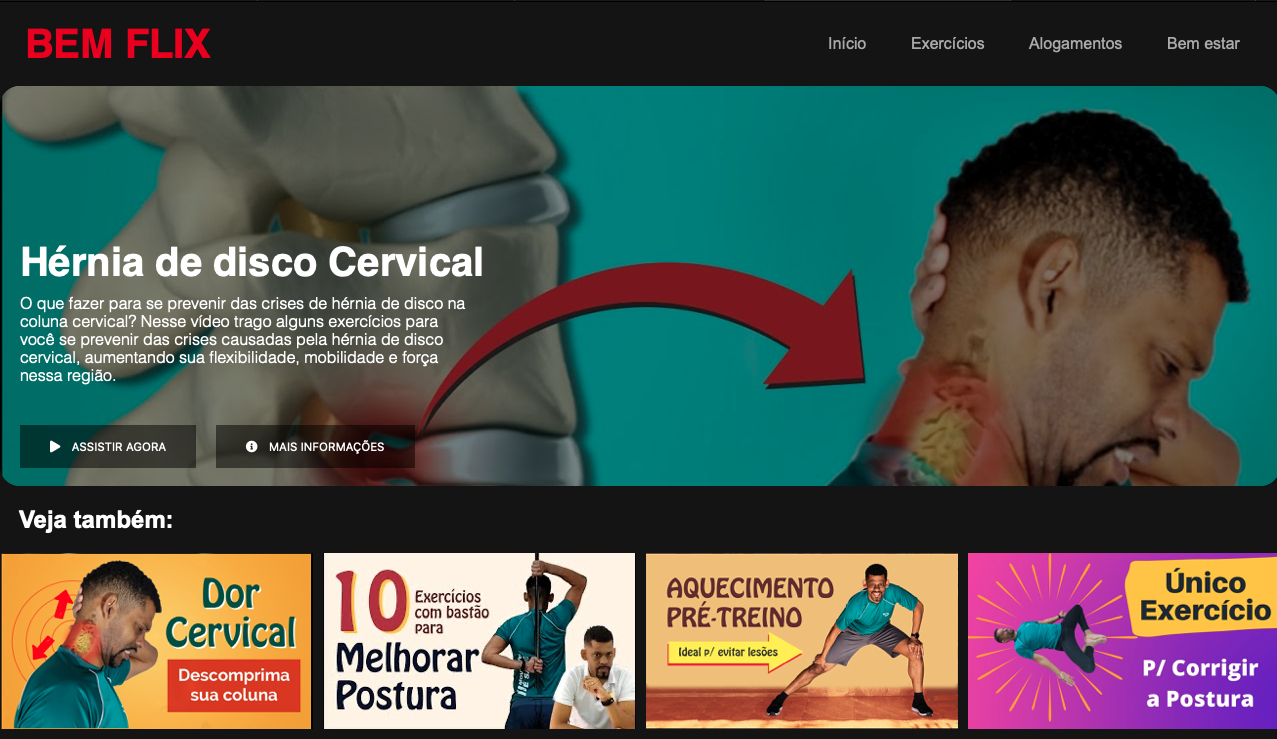 BEM FLIX
Início Exercícios Alogamentos Bem estar
Hérnia de disco Cervical
O que fazer para se prevenir das crises de hérnia de disco na
coluna cervical? Nesse vídeo trago alguns exercícios para
você se prevenir das crises causadas pela hérnia de disco
cervical, aumentando sua flexibilidade, mobilidade e força
nessa região.
ASSISTIR AGORA
MAIS INFORMAÇÕES
Veja também:
Dor
Cervical
Descomprima
sua coluna
10
Exercícios
com bastão
para
Melhorar
Postura
AQUECIMENTO
PRÉ-TREINO
Ideal p/ evitar lesões
Único
Exercício
P/ Corrigir
a Postura